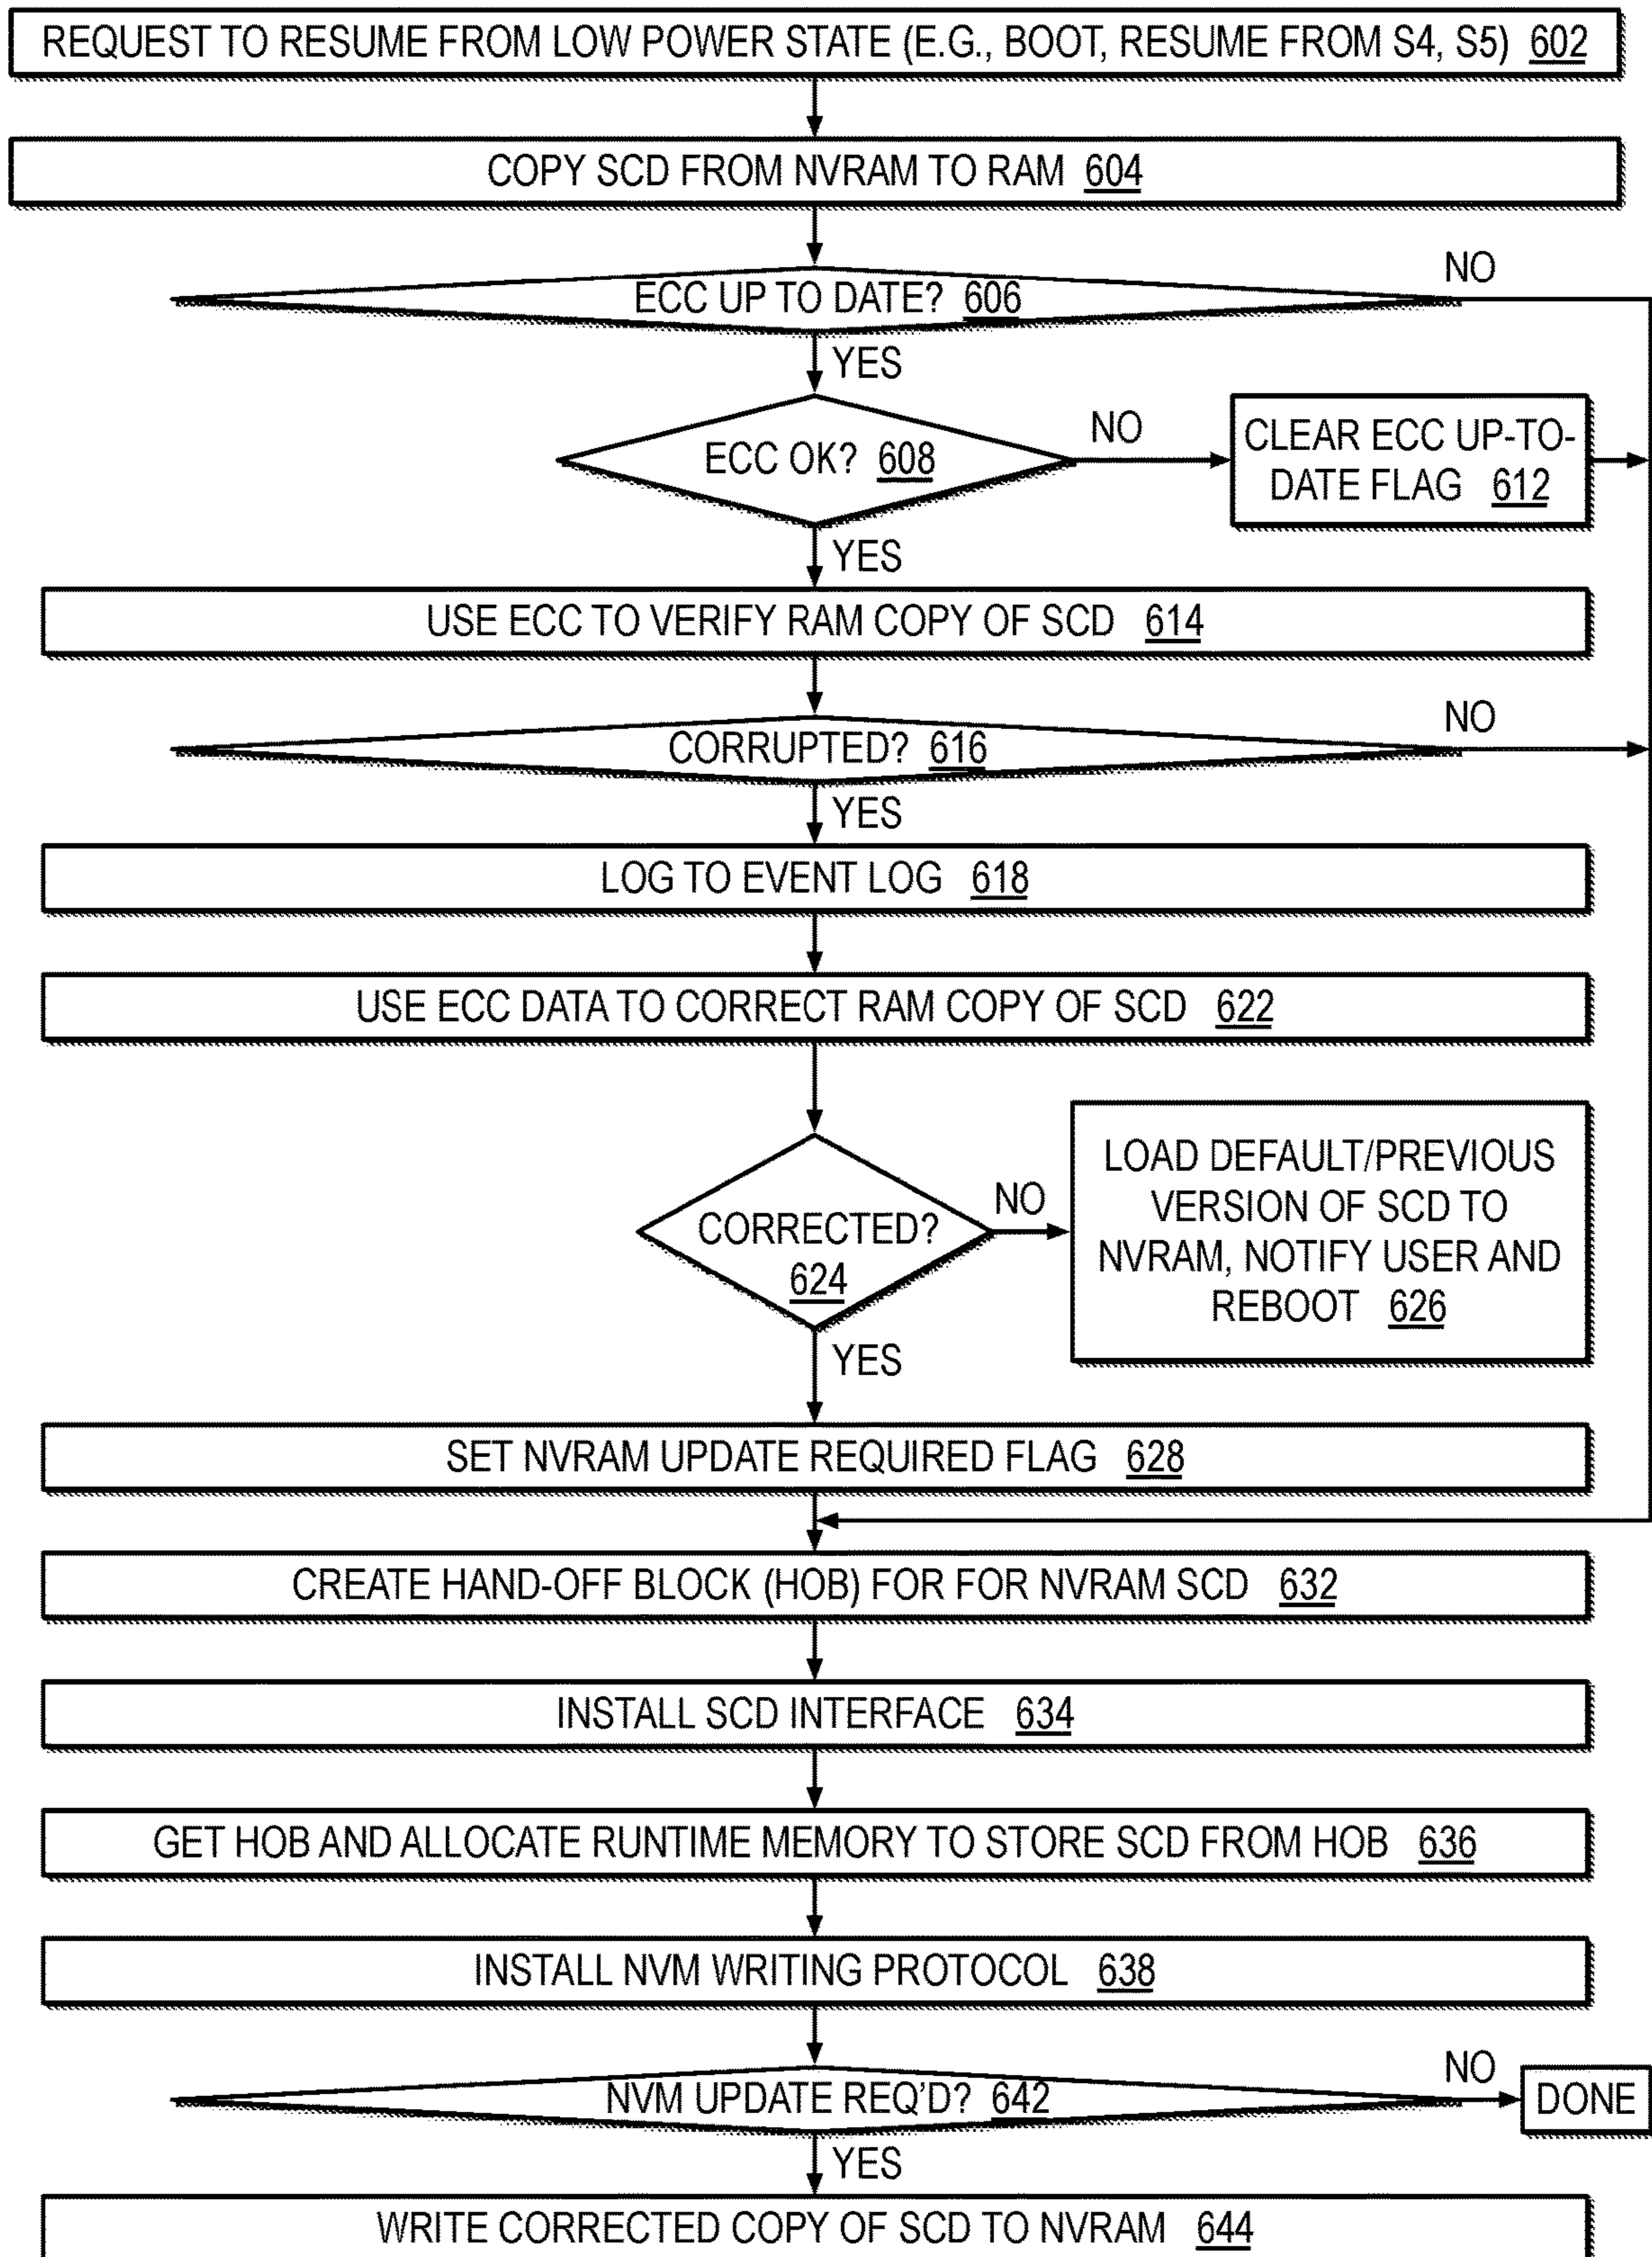 REQUEST TO RESUME FROM LOW POWER STATE (E.G., BOOT, RESUME FROM S4, S5) 602
COPY SCD FROM NVRAM TO RAM 604
ECC UP TO DATE? 606
NO
YES
ECC OK? 608
NO
CLEAR ECC UP-TO-
DATE FLAG 612
YES
USE ECC TO VERIFY RAM COPY OF SCD 614
CORRUPTED? 616
NO
YES
LOG TO EVENT LOG 618
USE ECC DATA TO CORRECT RAM COPY OF SCD 622
CORRECTED?
624
NO
LOAD DEFAULT/PREVIOUS
VERSION OF SCD TO
NVRAM, NOTIFY USER AND
REBOOT 626
YES
SET NVRAM UPDATE REQUIRED FLAG 628
CREATE HAND-OFF BLOCK (HOB) FOR FOR NVRAM SCD 632
INSTALL SCD INTERFACE 634
GET HOB AND ALLOCATE RUNTIME MEMORY TO STORE SCD FROM HOB 636
INSTALL NVM WRITING PROTOCOL 638
NVM UPDATE REQ'D? 642
NO
DONE
YES
WRITE CORRECTED COPY OF SCD TO NVRAM 644